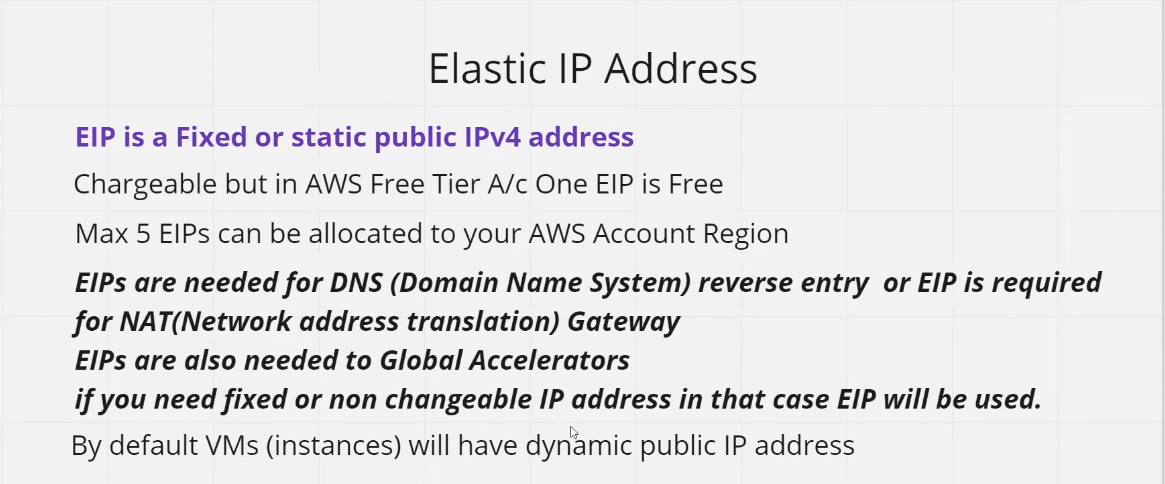 Elastic IP Address
EIP is a Fixed or static public IPv4 address
Chargeable but in AWS Free Tier A/c One EIP is Free
Max 5 EIPs can be allocated to your AWS Account Region
EIPs are needed for DNS (Domain Name System) reverse entry  or EIP is required
for NAT(Network address translation) Gateway
EIPs are also needed to Global Accelerators
if you need fixed or non changeable IP address in that case EIP will be used.
By default VMs (instances) will have dynamic public IP address